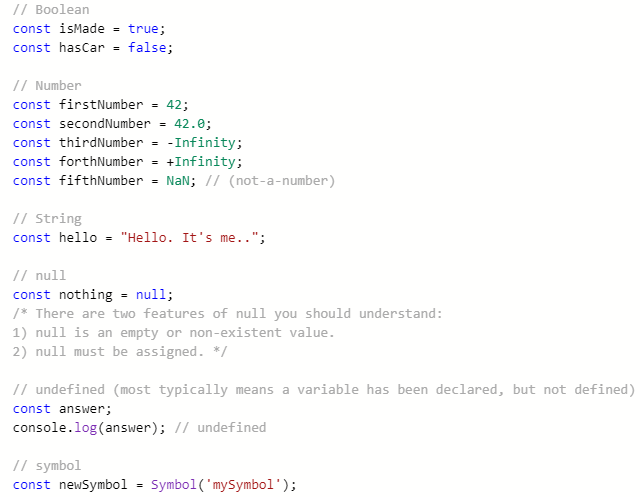 // Boolean
const isMade = true;
const hasCar = false;
// Number
const firstNumber = 42;
const secondNumber = 42.0;
const thirdNumber = -Infinity;
const forthNumber = +Infinity;
const fifthNumber = NaN; // (not-a-number)
// String
const hello = "Hello. It's me..";
// null
const nothing = null;
/* There are two features of null you should understand:
1) null is an empty or non-existent value.
2) null must be assigned. */
// undefined (most typically means a variable has been declared, but not defined)
const answer;
console.log(answer); // undefined
// symbol
const newSymbol = Symbol('mySymbol');